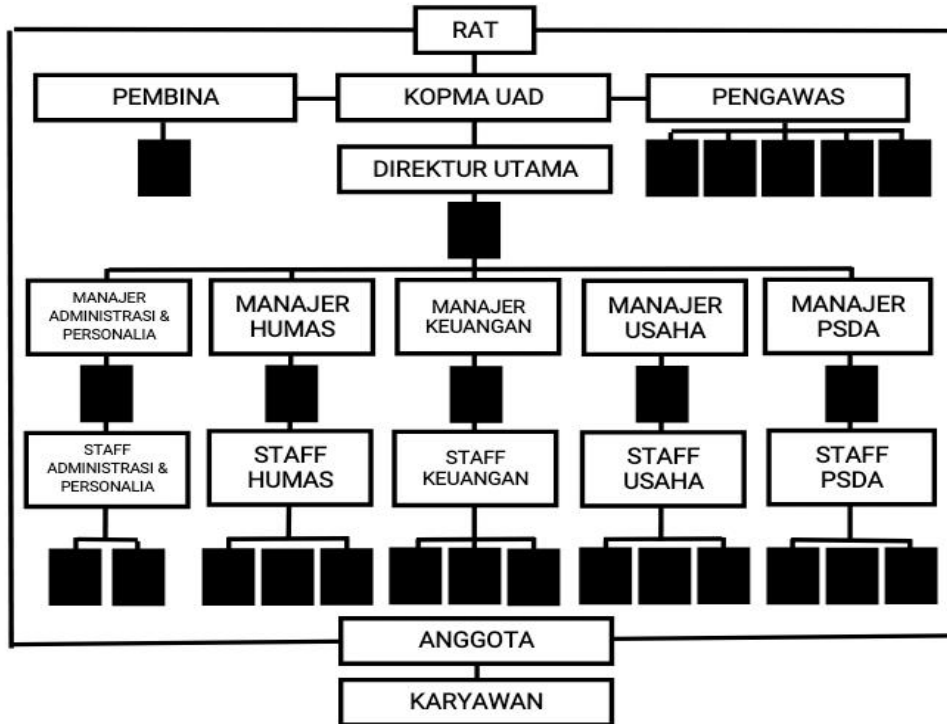 RAT
PEMBINA
KOPMA UAD
PENGAWAS
DIREKTUR UTAMA
MANAJER
ADMINISTRASI &
PERSONALIA
MANAJER
HUMAS
MANAJER
KEUANGAN
MANAJER
USAHA
MANAJER
PSDA
STAFF
ADMINISTRASI &
PERSONALIA
STAFF
HUMAS
STAFF
KEUANGAN
STAFF
USAHA
STAFF
PSDA
ANGGOTA
KARYAWAN